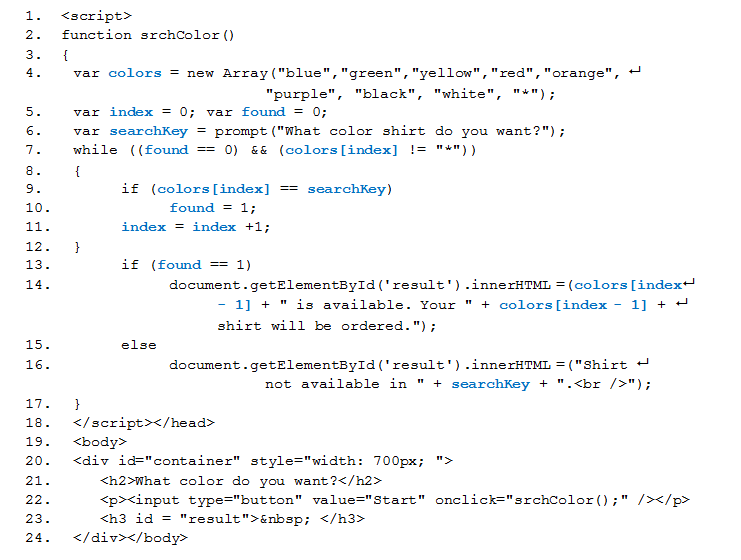 1. <script>
2. function srchColor()
3. {
4. var colors = new Array("blue","green","yellow","red","orange", ↵
"purple", "black", "white", "*");
5. var index = 0; var found = 0;
6. var searchKey = prompt("What color shirt do you want?");
7. while ((found == 0) && (colors[index] != "*"))
8. {
9. if (colors[index] == searchKey)
10. found = 1;
11. index = index +1;
12. }
13. if (found == 1)
14. document.getElementById('result').innerHTML =(colors[index↵
- 1] + " is available. Your " + colors[index - 1] + ↵
shirt will be ordered.");
15. else
16. document.getElementById('result').innerHTML =("Shirt ↵
not available in " + searchKey + ".<br />");
17. }
18. </script></head>
19. <body>
20. <div id="container" style="width: 700px; ">
21. <h2>What color do you want?</h2>
22. <p><input type="button" value="Start" onclick="srchColor();" /></p>
23. <h3 id = "result">&nbsp; </h3>
24. </div></body>